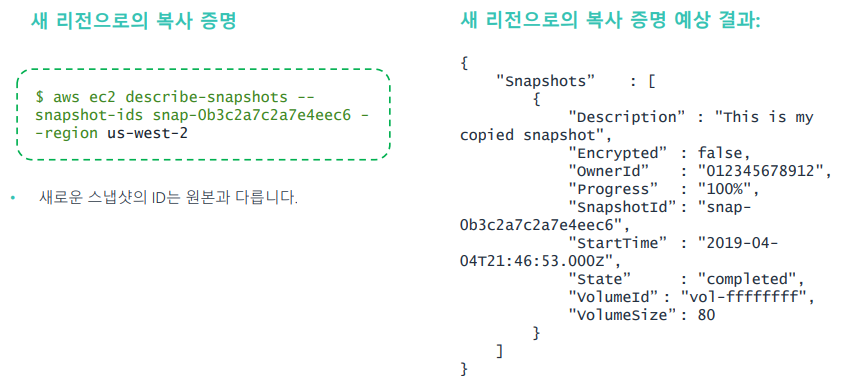 새 리전으로의 복사 증명
$ aws ec2 describe-snapshots --
snapshot-ids snap-0b3c2a7c2a7e4eec6 -
-region us-west-2
• 새로운 스냅샷의 ID는 원본과 다릅니다.
새 리전으로의 복사 증명 예상 결과:
{
    "Snapshots"    : [
        {
            "Description" : "This is my
copied snapshot",
            "Encrypted" : false,
            "OwnerId"   : "012345678912",
            "Progress"  : "100%",
            "SnapshotId" : "snap-
0b3c2a7c2a7e4eec6",
            "StartTime" : "2019-04-
04T21:46:53.000Z",
            "State"     : "completed",
            "VolumeId" : "vol-ffffffff",
            "VolumeSize" : 80
        }
    ]
}